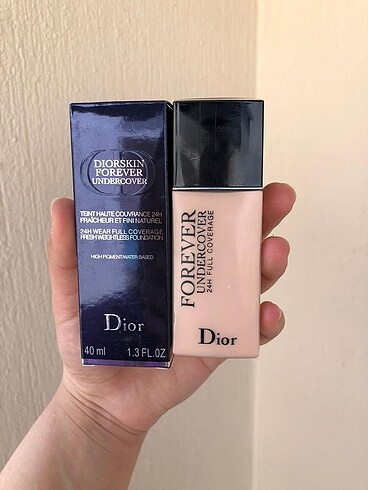 DIORSKIN
FOREVER
UNDERCOVER
TEINT HAUTE COUVRANCE 24H
FRAÎCHEUR ET FINI NATUREL
24H WEAR FULL COVERAGE
FRESH WEIGHTLESS FOUNDATION
HIGH PIGMENT/WATER BASED
Dior
40 ml 1.3 FL.OZ
FOREVER
UNDERCOVER
24H FULL COVERAGE
Dior